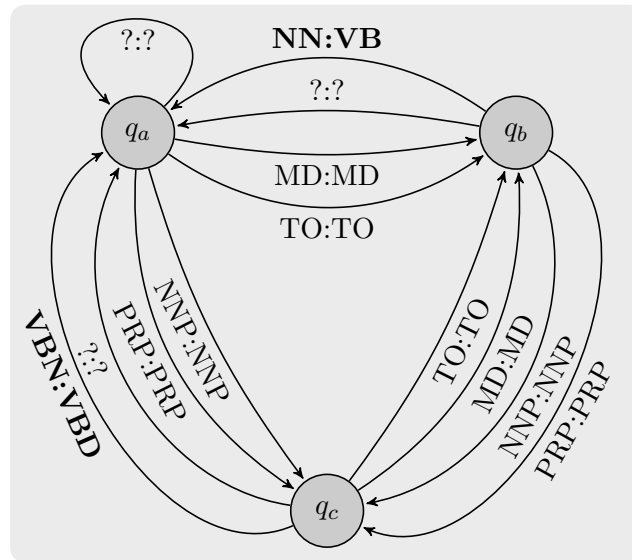 ?:?
NN:VB
?:?
q_a
q_b
MD:MD
TO:TO
VBN:VBD
?:?
PRP:PRP
NNP:NNP
TO:TO
MD:MD
NNP:NNP
PRP:PRP
q_c